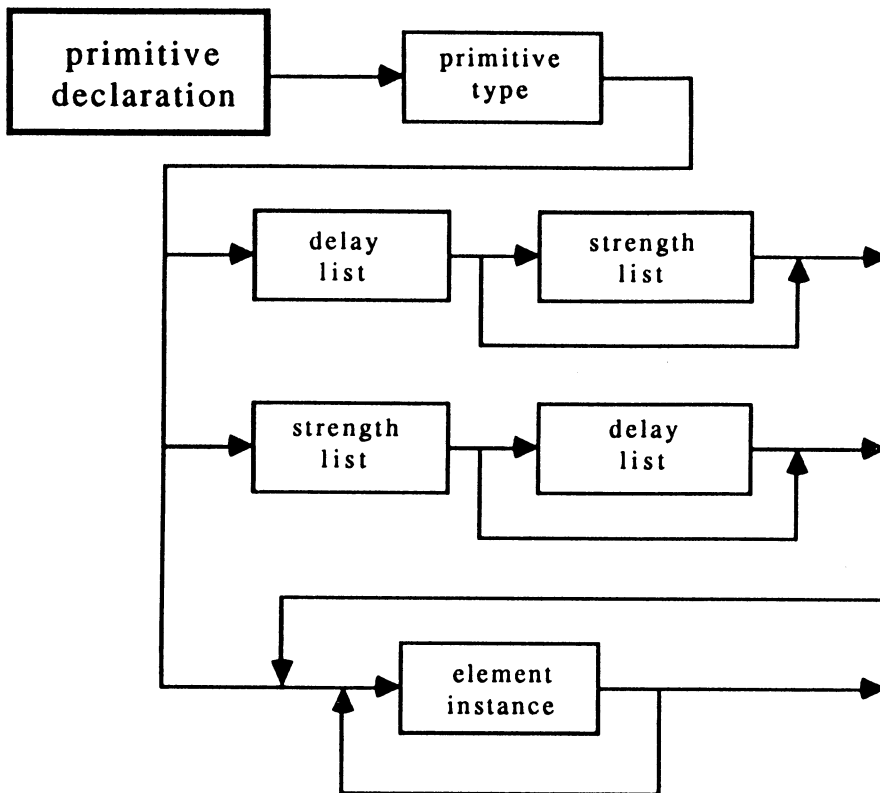 primitive
declaration
primitive
type
delay
list
strength
list
strength
list
delay
list
element
instance